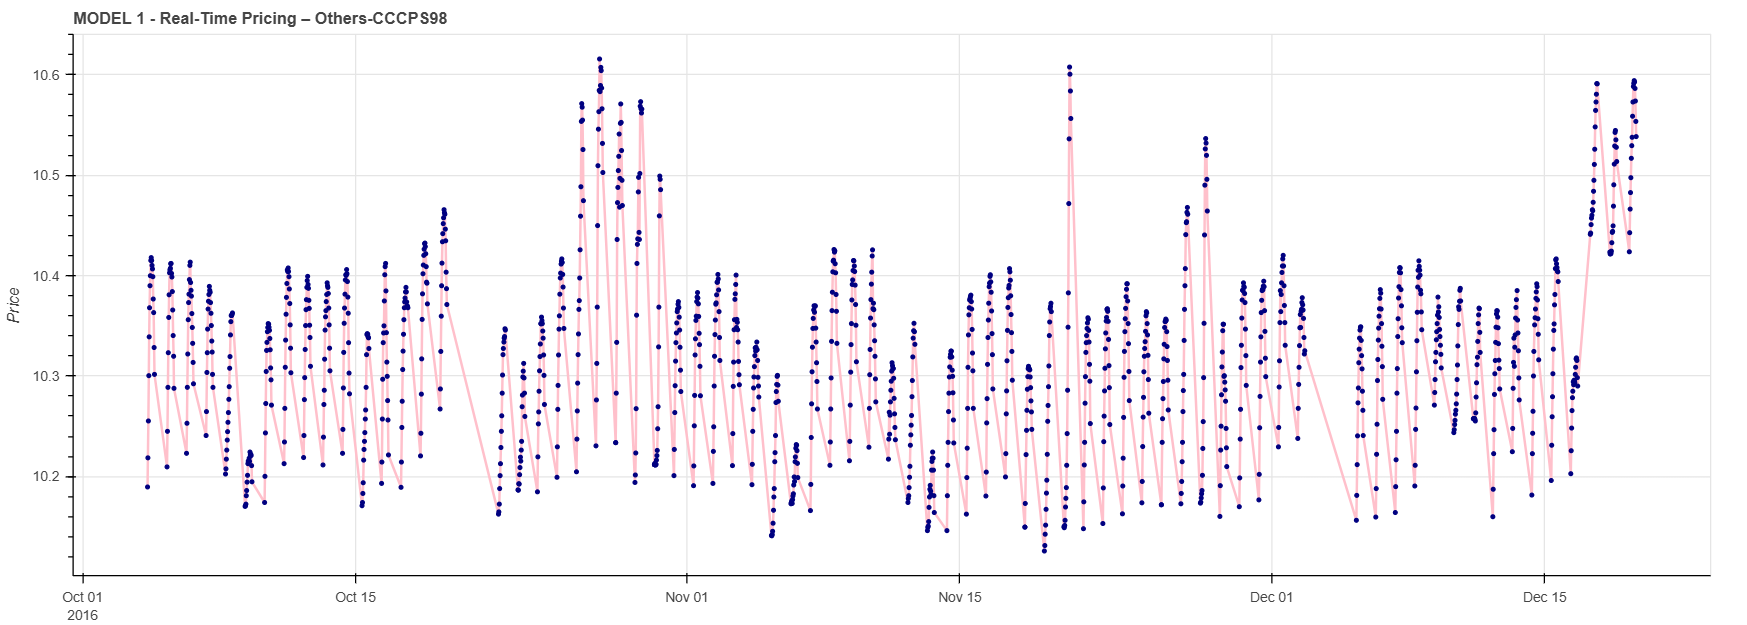 MODEL 1 - Real-Time Pricing – Others-CCCPS98
10.6
10.5
10.4
10.3
10.2
Price
Oct 01
2016
Oct 15
Nov 01
Nov 15
Dec 01
Dec 15